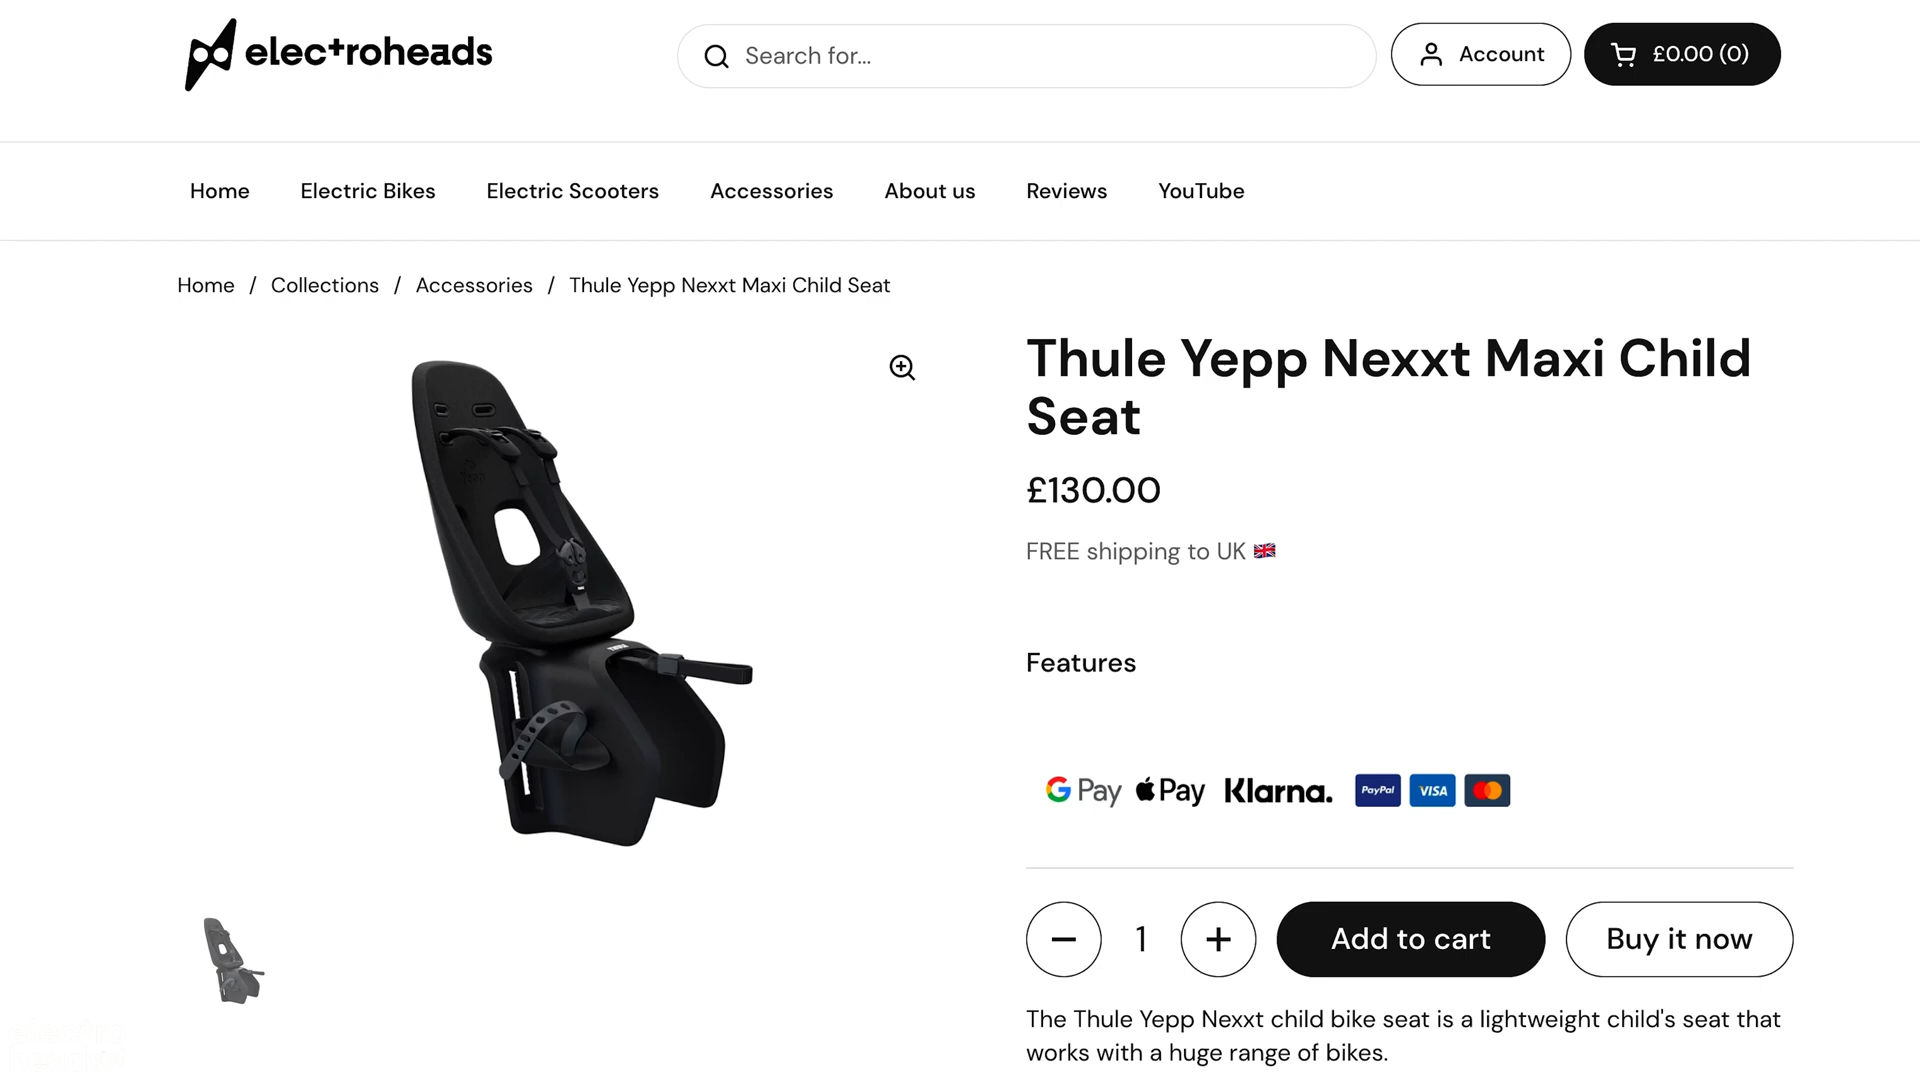 electroheads
Search for...
Account
£0.00 (0)
Home
Electric Bikes
Electric Scooters
Accessories
About us
Reviews
YouTube
Home / Collections / Accessories / Thule Yepp Nexxt Maxi Child Seat
Thule Yepp Nexxt Maxi Child
Seat
£130.00
FREE shipping to UK
Features
G Pay
Pay
Klarna.
PayPal
VISA
1
Add to cart
Buy it now
The Thule Yepp Nexxt child bike seat is a lightweight child's seat that
works with a huge range of bikes.